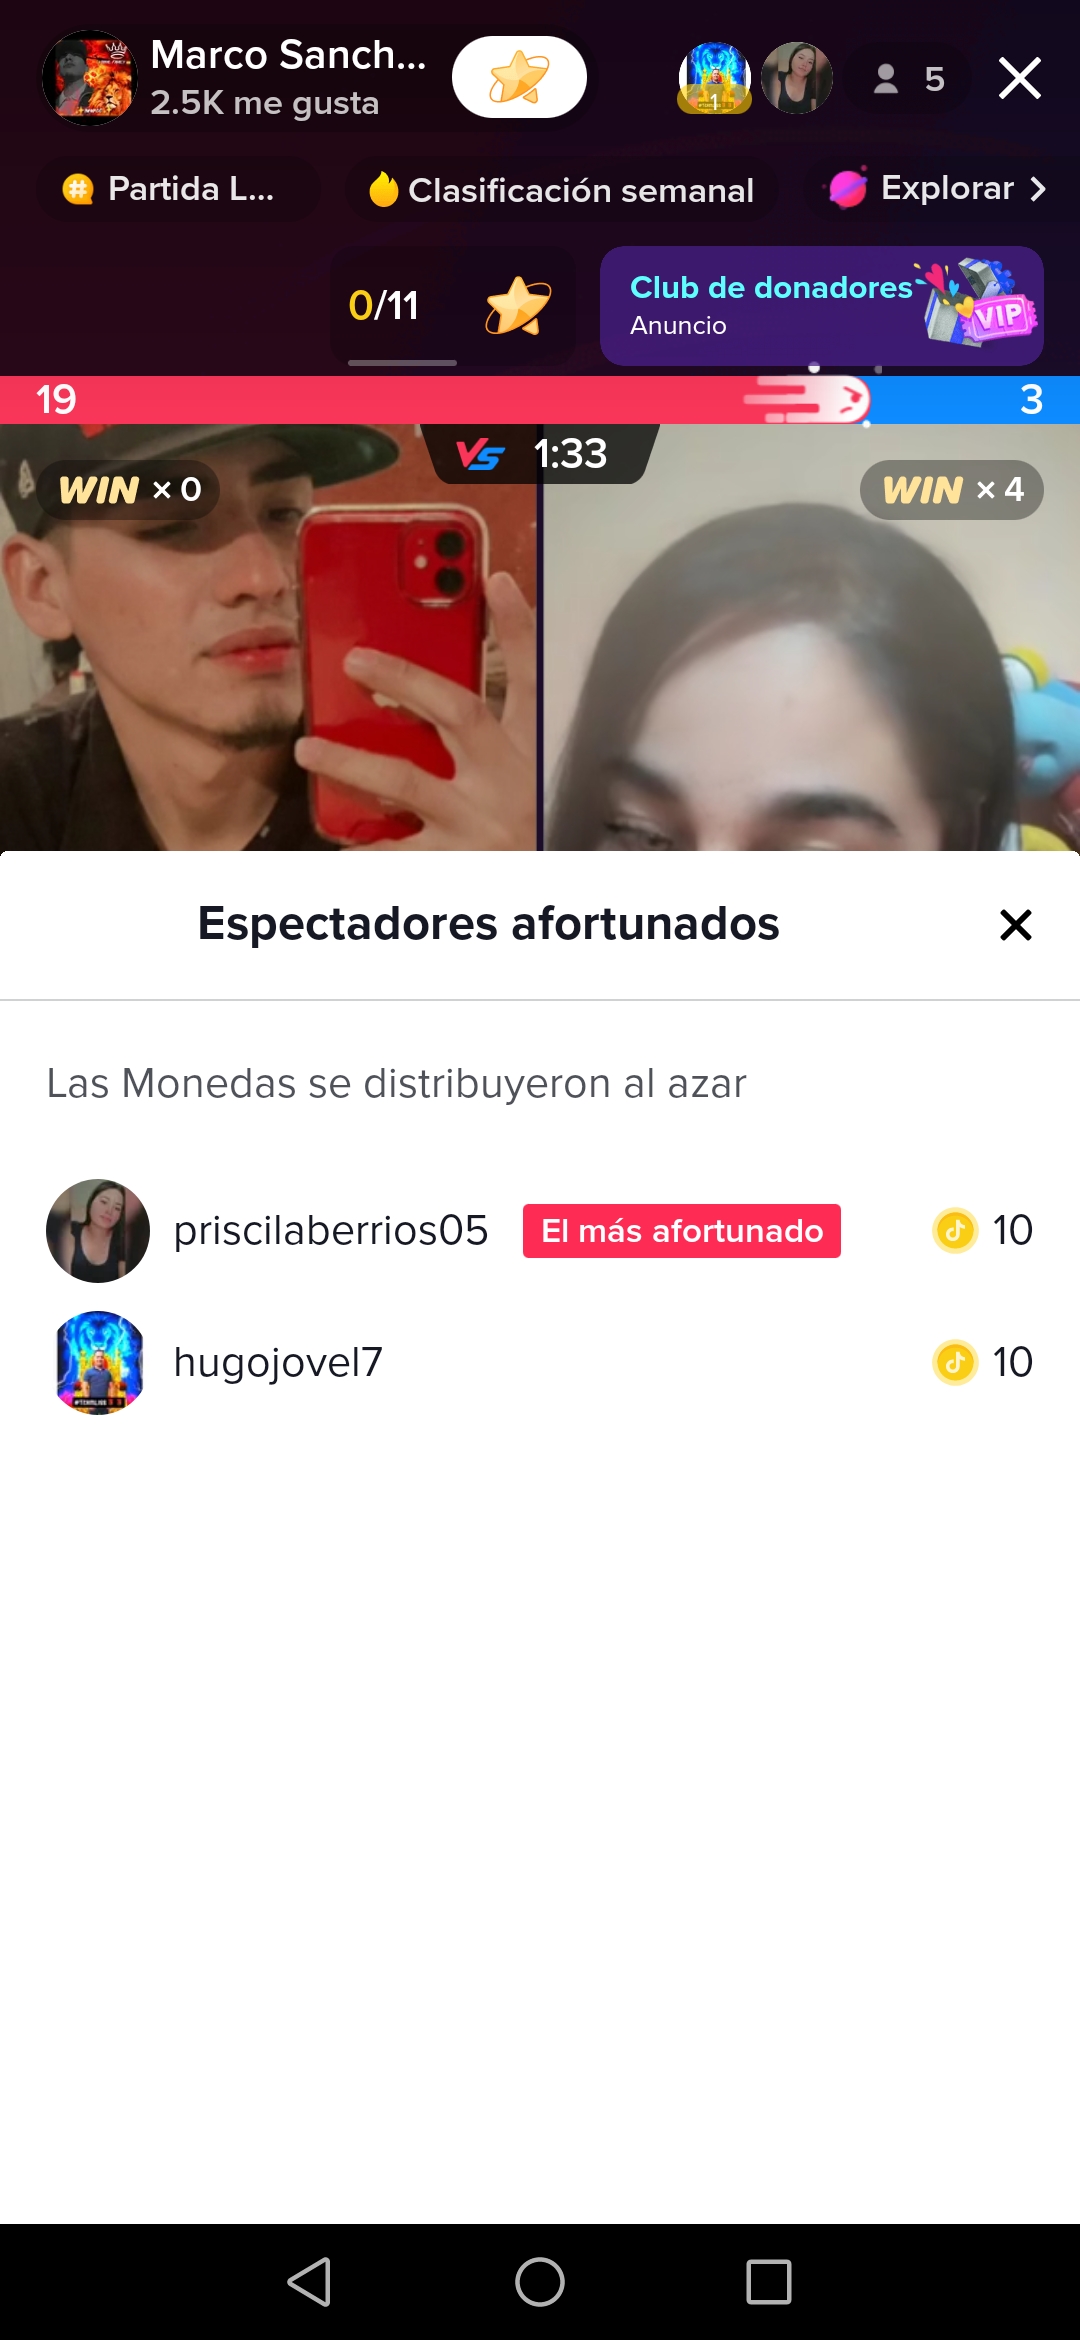 Marco Sanch...
2.5K me gusta
1
5
Partida L...
Clasificación semanal
Explorar
0/11
Club de donadores
Anuncio
VIP
19
3
VS 1:33
WIN × 0
WIN × 4
Espectadores afortunados
Las Monedas se distribuyeron al azar
priscilaberrios05
El más afortunado
10
hugojovel7
10